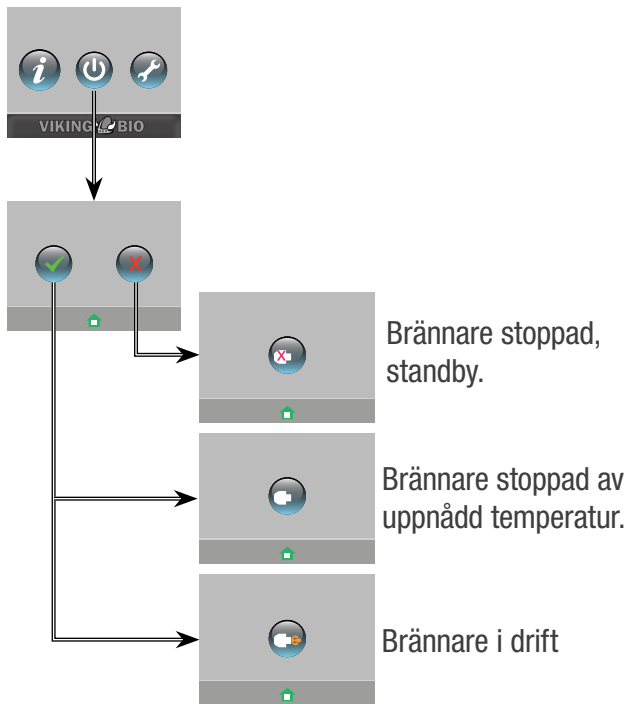 VIKING BIO
Brännare stoppad,
standby.
Brännare stoppad av
uppnådd temperatur.
Brännare i drift